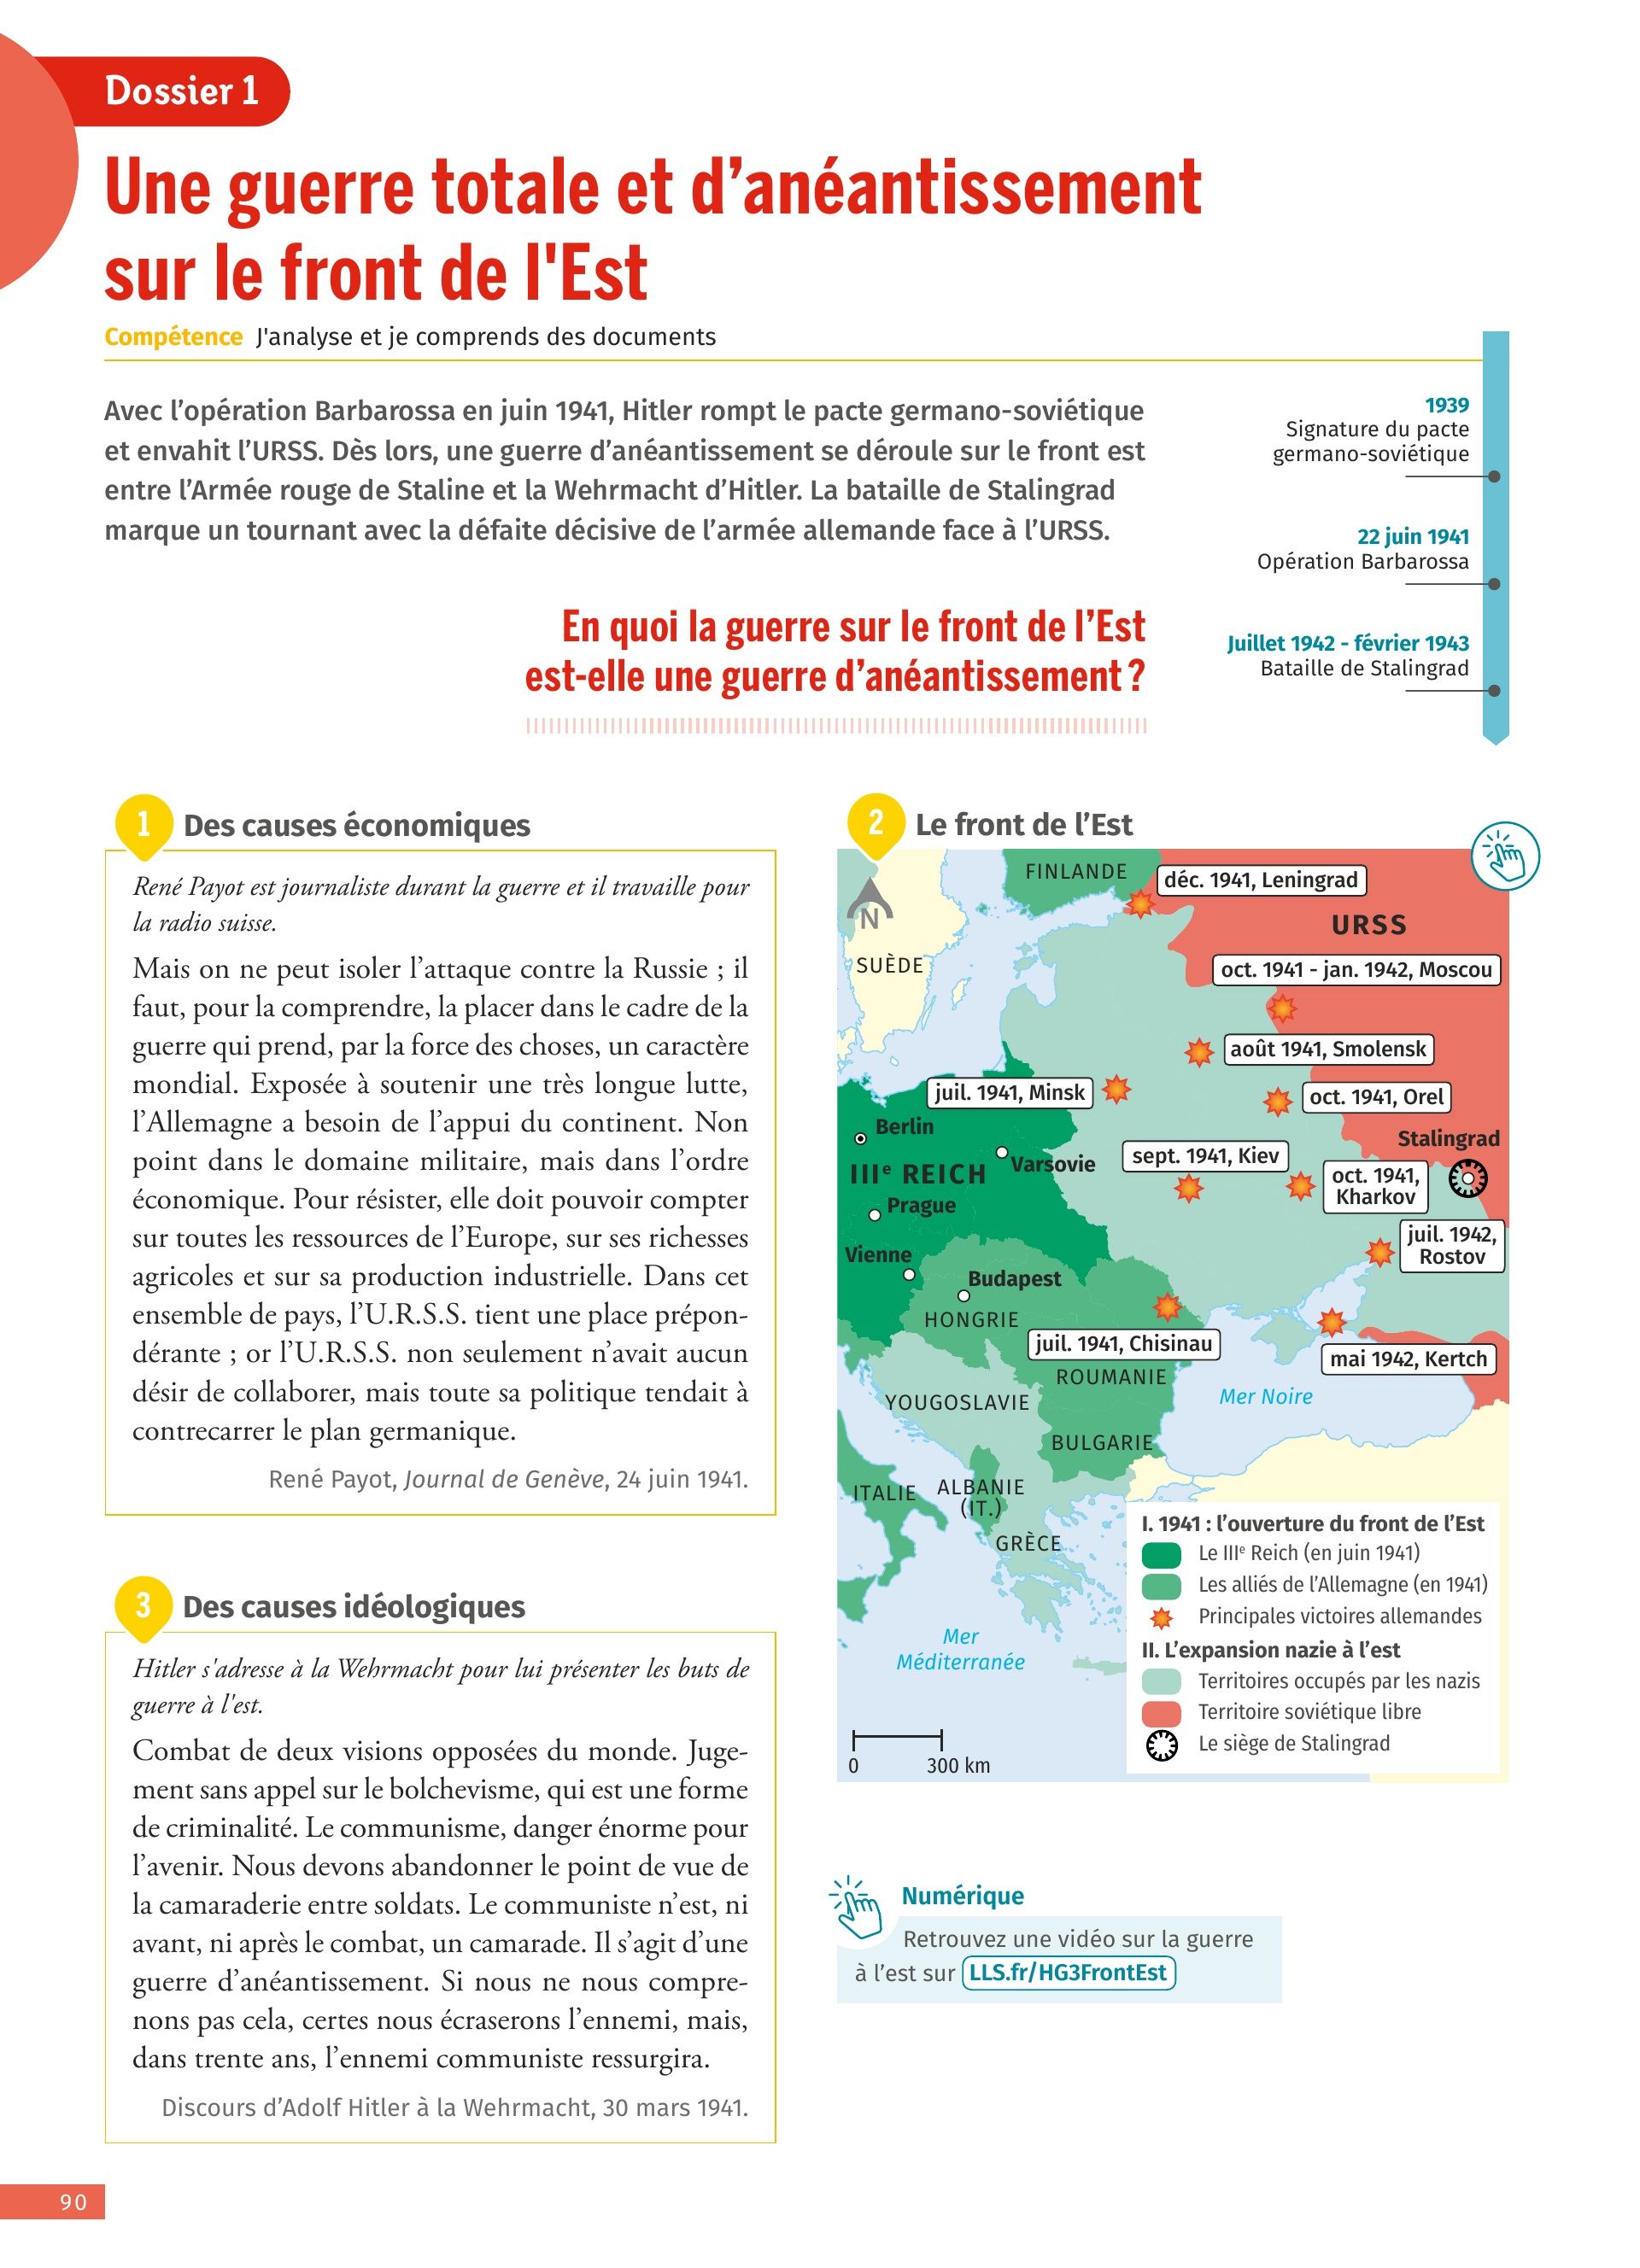 Dossier 1
Une guerre totale et d’anéantissement
sur le front de l'Est
Compétence J'analyse et je comprends des documents
Avec l’opération Barbarossa en juin 1941, Hitler rompt le pacte germano-soviétique
et envahit l’URSS. Dès lors, une guerre d’anéantissement se déroule sur le front est
entre l’Armée rouge de Staline et la Wehrmacht d’Hitler. La bataille de Stalingrad
marque un tournant avec la défaite décisive de l’armée allemande face à l’URSS.
En quoi la guerre sur le front de l’Est
est-elle une guerre d’anéantissement ?
1939
Signature du pacte
germano-soviétique
22 juin 1941
Opération Barbarossa
Juillet 1942 - février 1943
Bataille de Stalingrad
1 Des causes économiques
René Payot est journaliste durant la guerre et il travaille pour
la radio suisse.
Mais on ne peut isoler l’attaque contre la Russie ; il
faut, pour la comprendre, la placer dans le cadre de la
guerre qui prend, par la force des choses, un caractère
mondial. Exposée à soutenir une très longue lutte,
l’Allemagne a besoin de l’appui du continent. Non
point dans le domaine militaire, mais dans l’ordre
économique. Pour résister, elle doit pouvoir compter
sur toutes les ressources de l’Europe, sur ses richesses
agricoles et sur sa production industrielle. Dans cet
ensemble de pays, l’U.R.S.S. tient une place prépon-
dérante ; or l’U.R.S.S. non seulement n’avait aucun
désir de collaborer, mais toute sa politique tendait à
contrecarrer le plan germanique.
René Payot, Journal de Genève, 24 juin 1941.
2 Le front de l’Est
FINLANDE
déc. 1941, Leningrad
N
URSS
SUÈDE
oct. 1941 - jan. 1942, Moscou
août 1941, Smolensk
juil. 1941, Minsk
oct. 1941, Orel
Berlin
Stalingrad
sept. 1941, Kiev
IIIe REICH
Varsovie
oct. 1941,
Kharkov
Prague
juil. 1942,
Rostov
Vienne
Budapest
HONGRIE
juil. 1941, Chisinau
mai 1942, Kertch
ROUMANIE
Mer Noire
YOUGOSLAVIE
BULGARIE
ITALIE
ALBANIE
(IT.)
GRÈCE
Mer
Méditerranée
0 300 km
I. 1941 : l’ouverture du front de l’Est
Le IIIe Reich (en juin 1941)
Les alliés de l’Allemagne (en 1941)
Principales victoires allemandes
II. L’expansion nazie à l’est
Territoires occupés par les nazis
Territoire soviétique libre
Le siège de Stalingrad
3 Des causes idéologiques
Hitler s'adresse à la Wehrmacht pour lui présenter les buts de
guerre à l'est.
Combat de deux visions opposées du monde. Juge-
ment sans appel sur le bolchevisme, qui est une forme
de criminalité. Le communisme, danger énorme pour
l’avenir. Nous devons abandonner le point de vue de
la camaraderie entre soldats. Le communiste n’est, ni
avant, ni après le combat, un camarade. Il s’agit d’une
guerre d’anéantissement. Si nous ne nous compre-
nons pas cela, certes nous écraserons l’ennemi, mais,
dans trente ans, l’ennemi communiste ressurgira.
Discours d’Adolf Hitler à la Wehrmacht, 30 mars 1941.
Numérique
Retrouvez une vidéo sur la guerre
à l’est sur LLS.fr/HG3FrontEst
90